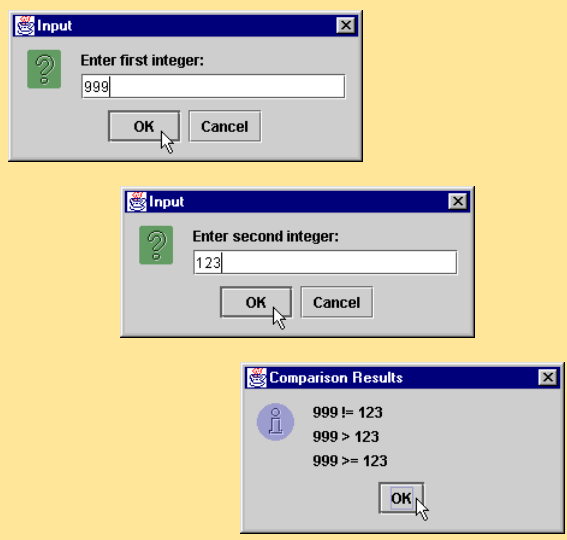 Input
Enter first integer:
999
OK Cancel
Input
Enter second integer:
123
OK Cancel
Comparison Results
999 != 123
999 > 123
999 >= 123
OK